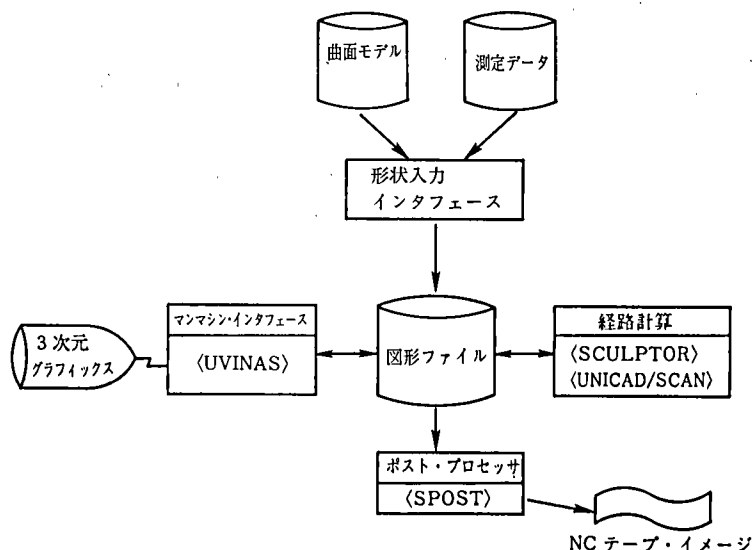 曲面モデル
測定データ
形状入力
インタフェース
マンマシン・インタフェース
〈UVINAS〉
3次元
グラフィックス
図形ファイル
経路計算
〈SCULPTOR〉
〈UNICAD/SCAN〉
ポスト・プロセッサ
〈SPOST〉
NCテープ・イメージ